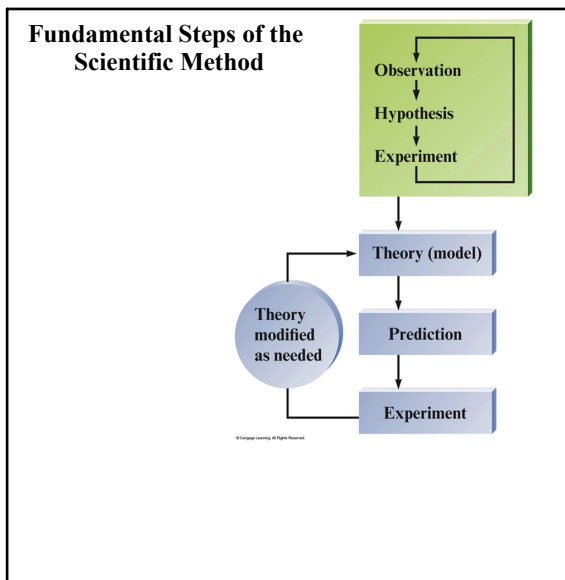 Fundamental Steps of the
Scientific Method
Observation
Hypothesis
Experiment
Theory (model)
Theory
modified
as needed
Prediction
Experiment
© Cengage Learning. All Rights Reserved.